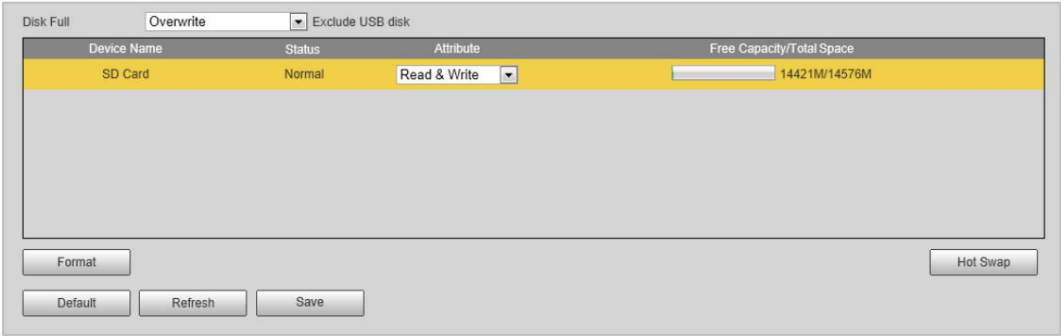 Disk Full Overwrite Exclude USB disk
Device Name Status Attribute Free Capacity/Total Space
SD Card Normal Read & Write 14421M/14576M
Format Hot Swap
Default Refresh Save